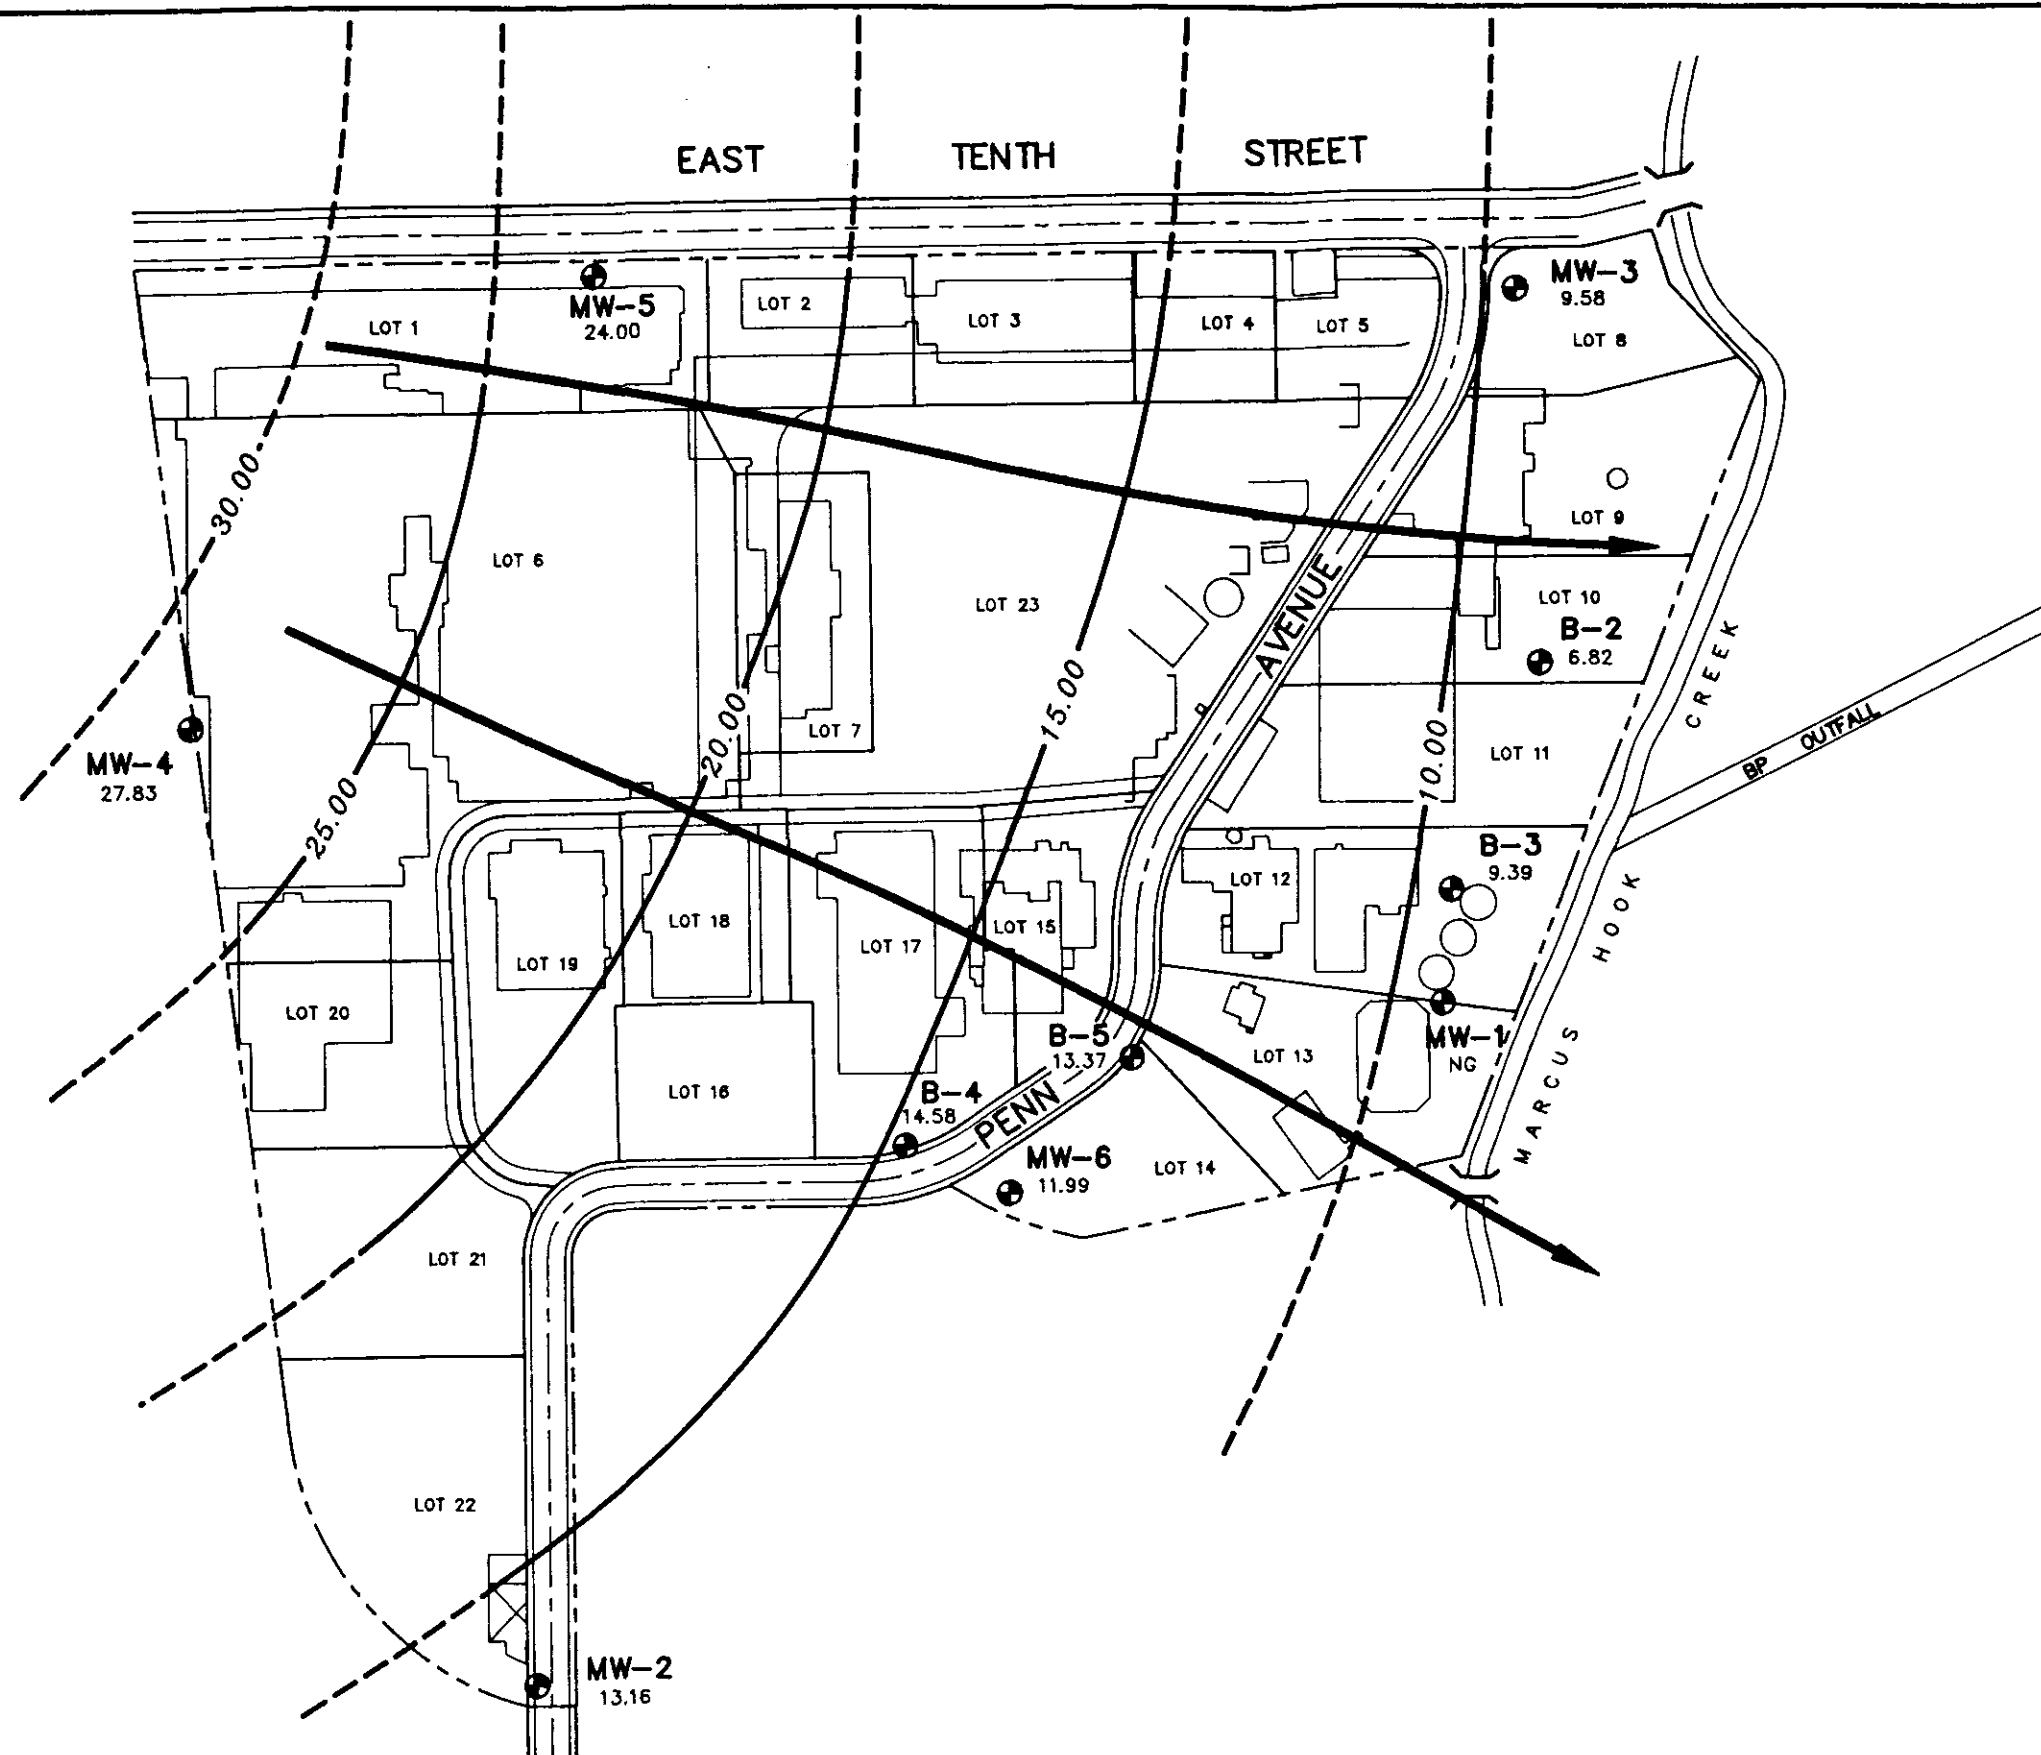 EAST TENTH STREET
MW-3
9.58
MW-5
24.00
LOT 1
LOT 2
LOT 3
LOT 4
LOT 5
LOT 8
30.00
LOT 6
LOT 9
LOT 23
LOT 10
B-2
6.82
AVENUE
CREEK
15.00
20.00
LOT 7
10.00
LOT 11
BP OUTFALL
MW-4
27.83
25.00
B-3
9.39
LOT 12
LOT 18
LOT 15
LOT 17
LOT 19
HOOK
LOT 20
B-5
13.37
MW-1
NG
LOT 13
MARCUS
LOT 16
B-4
14.58
PENN
MW-6
11.99
LOT 14
LOT 21
LOT 22
MW-2
13.16